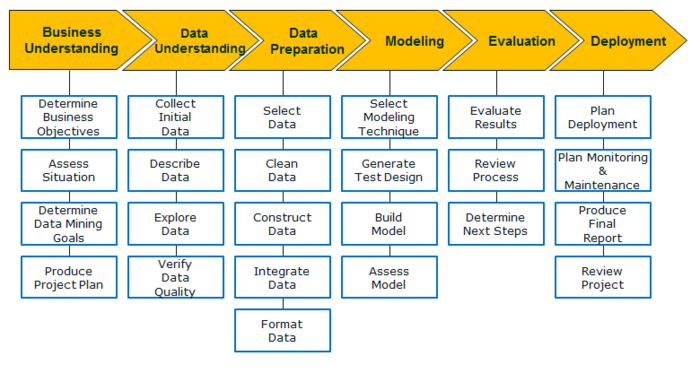 Business
Understanding
Data
Understanding
Data
Preparation
Modeling
Evaluation
Deployment
Determine
Business
Objectives
Assess
Situation
Determine
Data Mining
Goals
Produce
Project Plan
Collect
Initial
Data
Describe
Data
Explore
Data
Verify
Data
Quality
Select
Data
Clean
Data
Construct
Data
Integrate
Data
Format
Data
Select
Modeling
Technique
Generate
Test Design
Build
Model
Assess
Model
Evaluate
Results
Review
Process
Determine
Next Steps
Plan
Deployment
Plan Monitoring
&
Maintenance
Produce
Final
Report
Review
Project